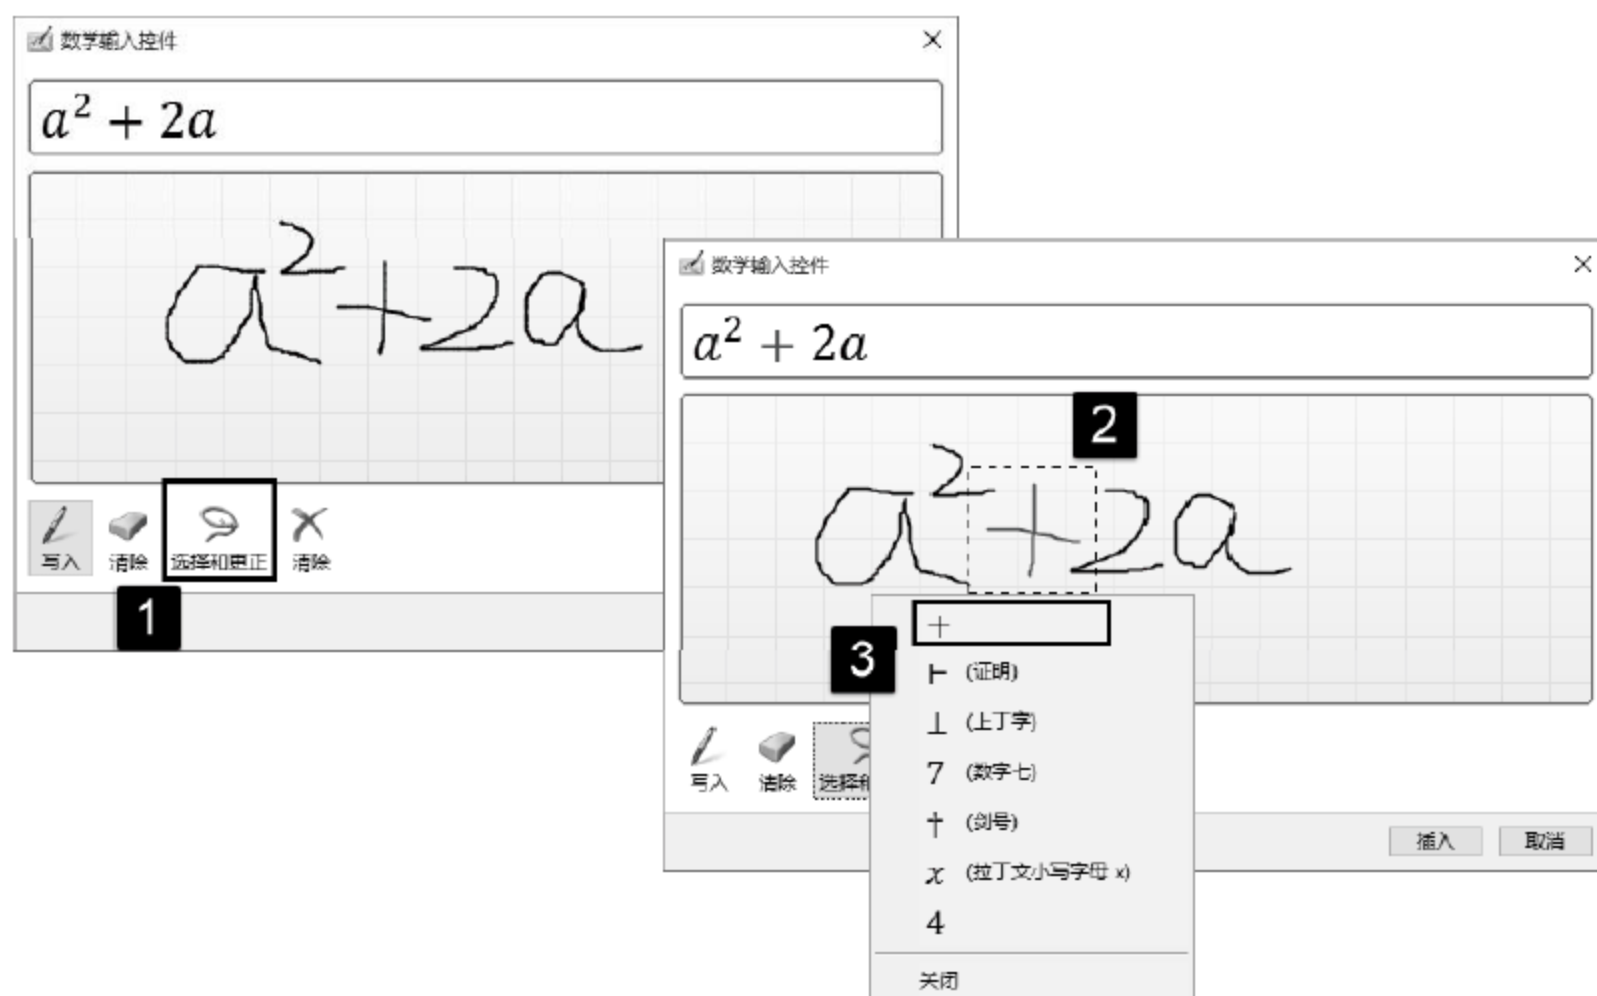 数学输入控件
a² + 2a
a²+2a
写入 清除 选择和更正 清除
1
数学输入控件
a² + 2a
2
a²+2a
3
+
⊢ (证明)
⊥ (上丁字)
7 (数字七)
† (剑号)
x (拉丁文小写字母 x)
4
关闭
写入 清除 选择和
插入 取消